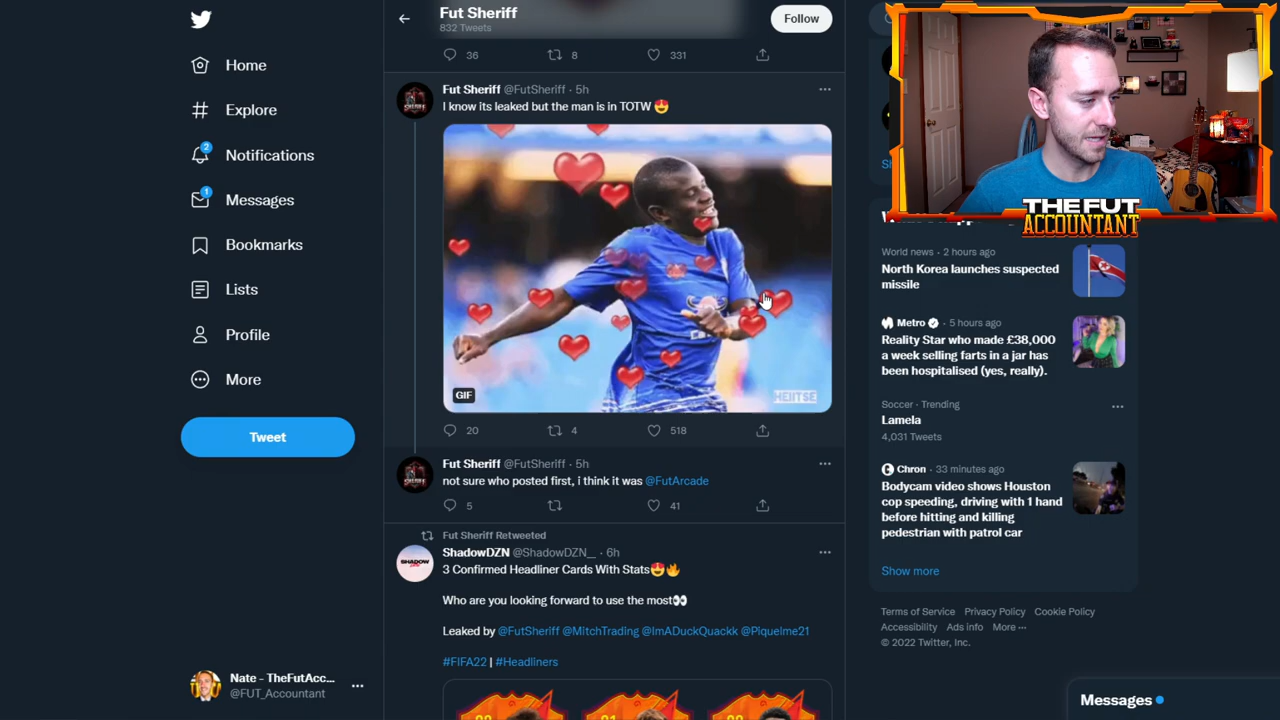 Fut Sheriff
832 Tweets
Follow
Home
Explore
2
Notifications
1
Messages
Bookmarks
Lists
Profile
More
Tweet
Nate - TheFutAcc...
@FUT_Accountant
36
8
331
Fut Sheriff @FutSheriff · 5h
I know its leaked but the man is in TOTW 😍
GIF
20
4
518
Fut Sheriff @FutSheriff · 5h
not sure who posted first, i think it was @FutArcade
5
41
Fut Sheriff Retweeted
ShadowDZN @ShadowDZN__ · 6h
3 Confirmed Headliner Cards With Stats😍🔥
Who are you looking forward to use the most👀
Leaked by @FutSheriff @MitchTrading @ImADuckQuackk @Piquelme21
#FIFA22 | #Headliners
THE FUT
ACCOUNTANT
World news · 2 hours ago
North Korea launches suspected
missile
Metro · 5 hours ago
Reality Star who made £38,000
a week selling farts in a jar has
been hospitalised (yes, really).
Soccer · Trending
Lamela
4,031 Tweets
Chron · 33 minutes ago
Bodycam video shows Houston
cop speeding, driving with 1 hand
before hitting and killing
pedestrian with patrol car
Show more
Terms of Service Privacy Policy Cookie Policy
Accessibility Ads info More ···
© 2022 Twitter, Inc.
Messages